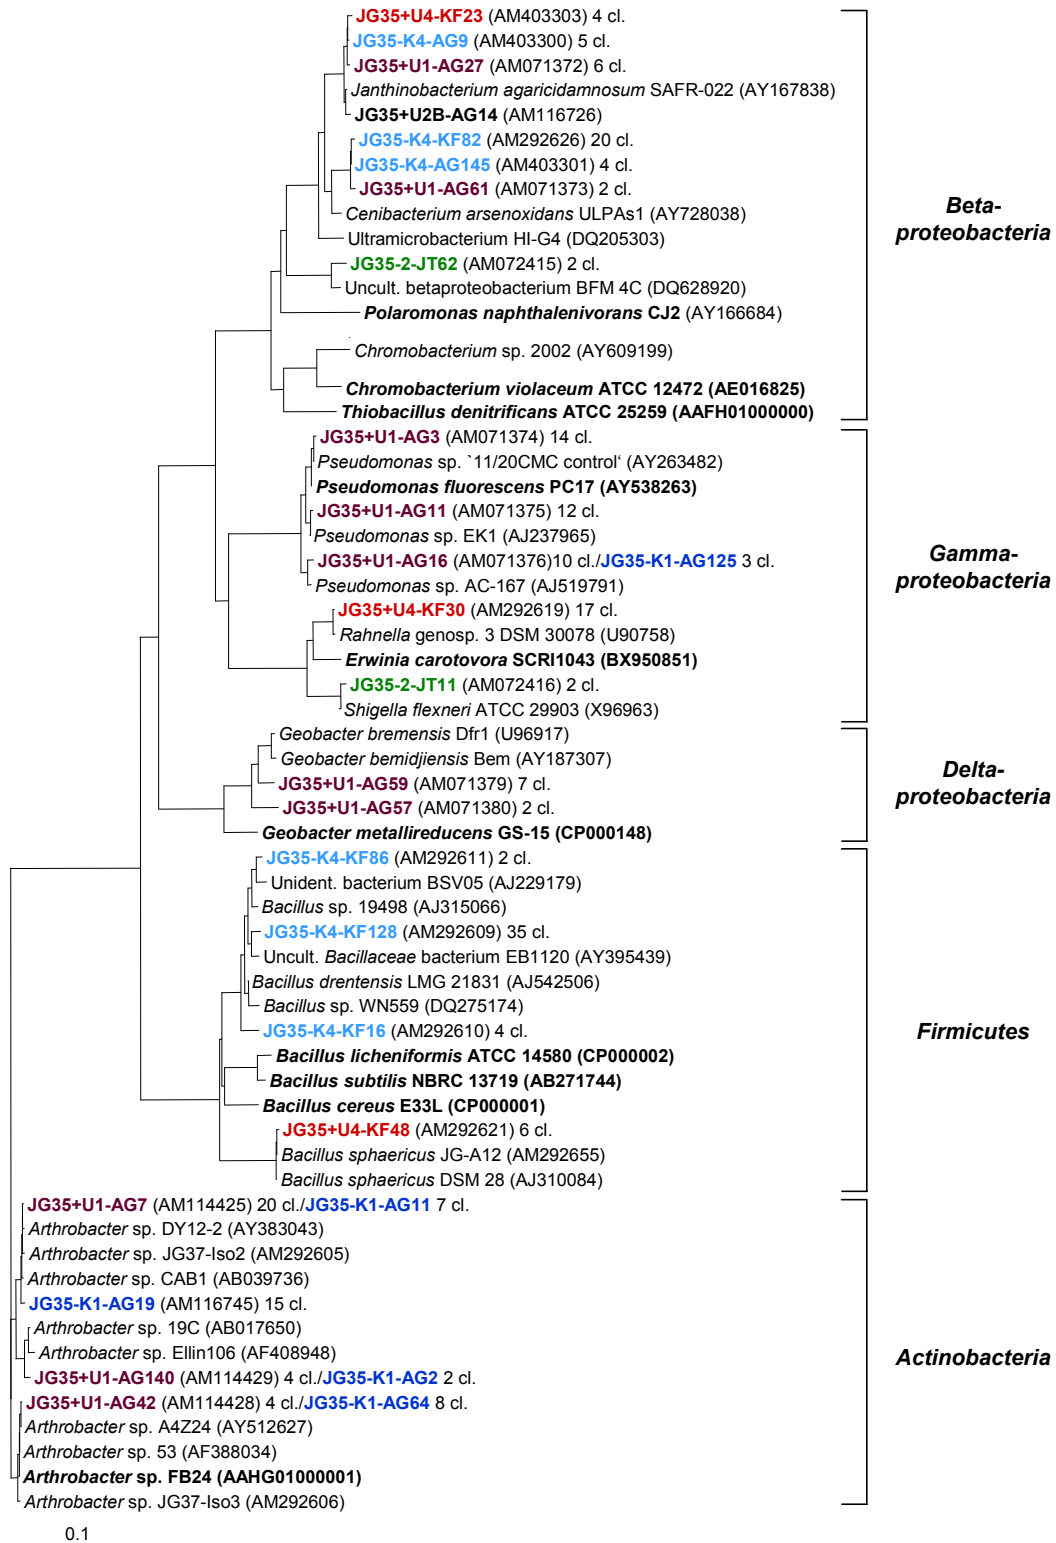 JG35+U4-KF23 (AM403303) 4 cl.
JG35-K4-AG9 (AM403300) 5 cl.
JG35+U1-AG27 (AM071372) 6 cl.
Janthinobacterium agaricidamnosum SAFR-022 (AY167838)
JG35+U2B-AG14 (AM116726)
JG35-K4-KF82 (AM292626) 20 cl.
JG35-K4-AG145 (AM403301) 4 cl.
JG35+U1-AG61 (AM071373) 2 cl.
Cenibacterium arsenoxidans ULPAs1 (AY728038)
Ultramicrobacterium HI-G4 (DQ205303)
JG35-2-JT62 (AM072415) 2 cl.
Uncult. betaproteobacterium BFM 4C (DQ628920)
Polaromonas naphthalenivorans CJ2 (AY166684)
Chromobacterium sp. 2002 (AY609199)
Chromobacterium violaceum ATCC 12472 (AE016825)
Thiobacillus denitrificans ATCC 25259 (AAFH01000000)
Beta-
proteobacteria
JG35+U1-AG3 (AM071374) 14 cl.
Pseudomonas sp. `11/20CMC control‘ (AY263482)
Pseudomonas fluorescens PC17 (AY538263)
JG35+U1-AG11 (AM071375) 12 cl.
Pseudomonas sp. EK1 (AJ237965)
JG35+U1-AG16 (AM071376)10 cl./JG35-K1-AG125 3 cl.
Pseudomonas sp. AC-167 (AJ519791)
JG35+U4-KF30 (AM292619) 17 cl.
Rahnella genosp. 3 DSM 30078 (U90758)
Erwinia carotovora SCRI1043 (BX950851)
JG35-2-JT11 (AM072416) 2 cl.
Shigella flexneri ATCC 29903 (X96963)
Gamma-
proteobacteria
Geobacter bremensis Dfr1 (U96917)
Geobacter bemidjiensis Bem (AY187307)
JG35+U1-AG59 (AM071379) 7 cl.
JG35+U1-AG57 (AM071380) 2 cl.
Geobacter metallireducens GS-15 (CP000148)
Delta-
proteobacteria
JG35-K4-KF86 (AM292611) 2 cl.
Unident. bacterium BSV05 (AJ229179)
Bacillus sp. 19498 (AJ315066)
JG35-K4-KF128 (AM292609) 35 cl.
Uncult. Bacillaceae bacterium EB1120 (AY395439)
Bacillus drentensis LMG 21831 (AJ542506)
Bacillus sp. WN559 (DQ275174)
JG35-K4-KF16 (AM292610) 4 cl.
Bacillus licheniformis ATCC 14580 (CP000002)
Bacillus subtilis NBRC 13719 (AB271744)
Bacillus cereus E33L (CP000001)
JG35+U4-KF48 (AM292621) 6 cl.
Bacillus sphaericus JG-A12 (AM292655)
Bacillus sphaericus DSM 28 (AJ310084)
Firmicutes
JG35+U1-AG7 (AM114425) 20 cl./JG35-K1-AG11 7 cl.
Arthrobacter sp. DY12-2 (AY383043)
Arthrobacter sp. JG37-Iso2 (AM292605)
Arthrobacter sp. CAB1 (AB039736)
JG35-K1-AG19 (AM116745) 15 cl.
Arthrobacter sp. 19C (AB017650)
Arthrobacter sp. Ellin106 (AF408948)
JG35+U1-AG140 (AM114429) 4 cl./JG35-K1-AG2 2 cl.
JG35+U1-AG42 (AM114428) 4 cl./JG35-K1-AG64 8 cl.
Arthrobacter sp. A4Z24 (AY512627)
Arthrobacter sp. 53 (AF388034)
Arthrobacter sp. FB24 (AAHG01000001)
Arthrobacter sp. JG37-Iso3 (AM292606)
Actinobacteria
0.1